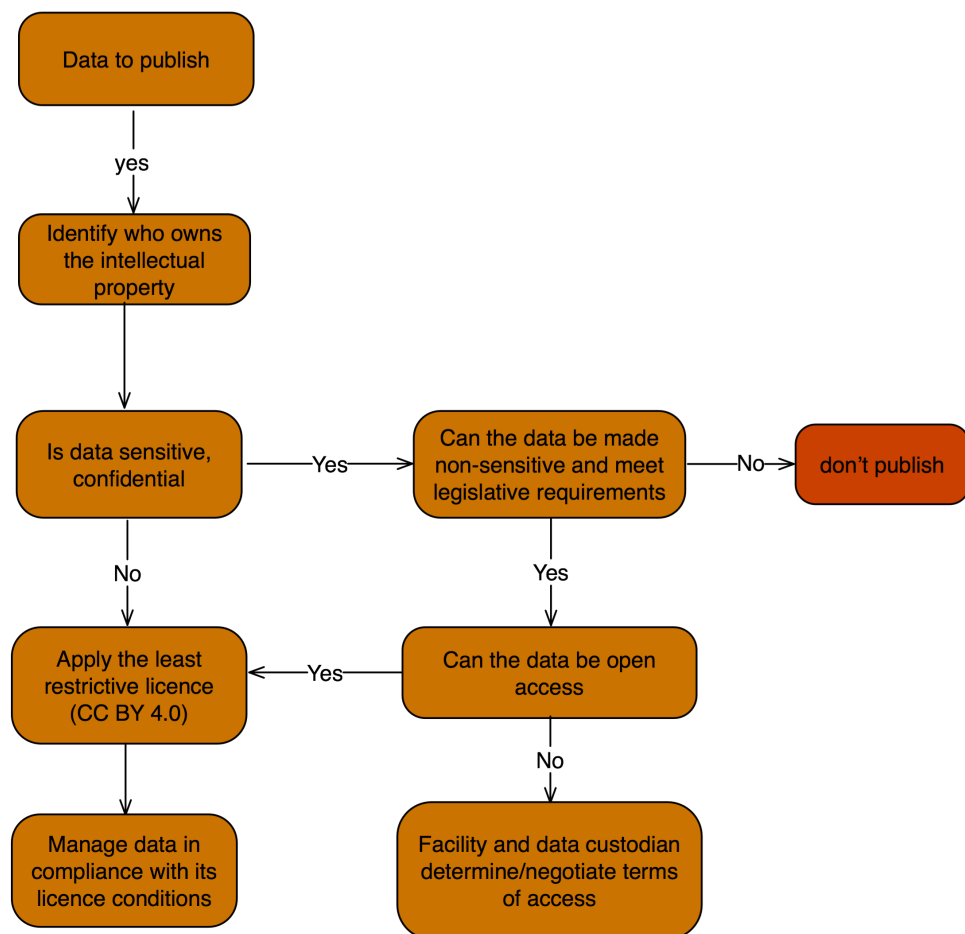 Data to publish
yes
Identify who owns
the intellectual
property
Is data sensitive,
confidential
Yes
Can the data be made
non-sensitive and meet
legislative requirements
No
don't publish
No
Yes
Apply the least
restrictive licence
(CC BY 4.0)
Yes
Can the data be open
access
No
Manage data in
compliance with its
licence conditions
Facility and data custodian
determine/negotiate terms
of access